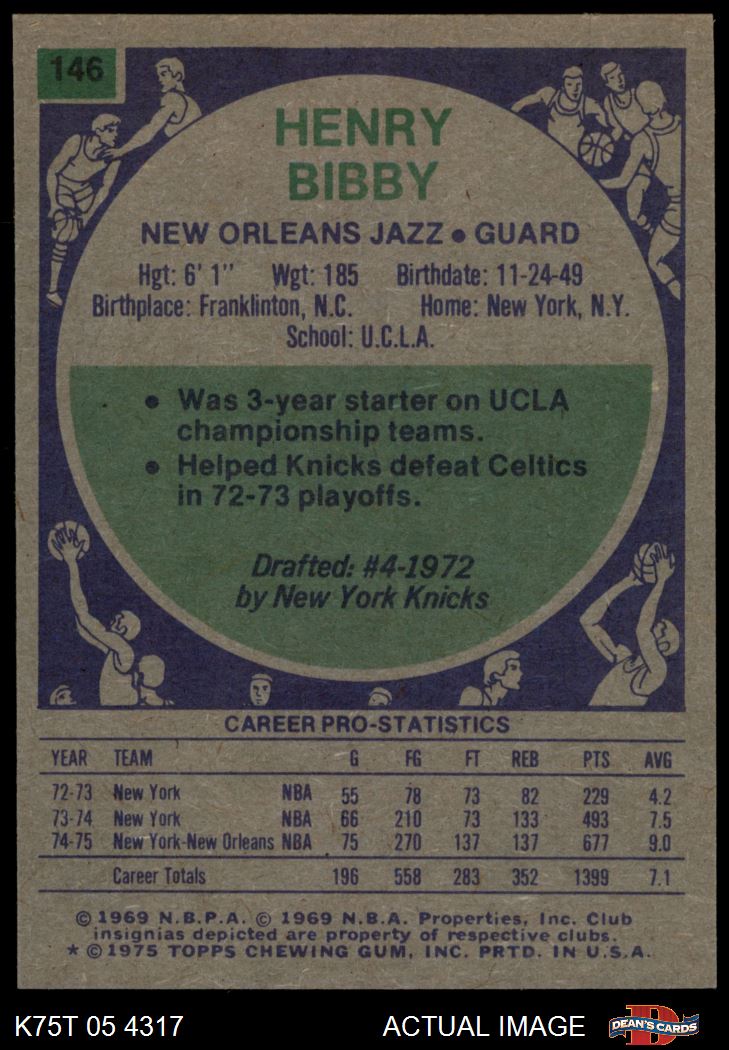 146
HENRY
BIBBY
NEW ORLEANS JAZZ • GUARD
Hgt: 6' 1" Wgt: 185 Birthdate: 11-24-49
Birthplace: Franklinton, N.C. Home: New York, N.Y.
School: U.C.L.A.
• Was 3-year starter on UCLA
championship teams.
• Helped Knicks defeat Celtics
in 72-73 playoffs.
Drafted: #4-1972
by New York Knicks
CAREER PRO-STATISTICS
YEAR TEAM G FG FT REB PTS AVG
72-73 New York NBA 55 78 73 82 229 4.2
73-74 New York NBA 66 210 73 133 493 7.5
74-75 New York-New Orleans NBA 75 270 137 137 677 9.0
Career Totals 196 558 283 352 1399 7.1
© 1969 N.B.P.A. © 1969 N.B.A. Properties, Inc. Club
insignias depicted are property of respective clubs.
* © 1975 TOPPS CHEWING GUM, INC. PRTD. IN U.S.A.
K75T 05 4317 ACTUAL IMAGE D DEAN'S CARDS